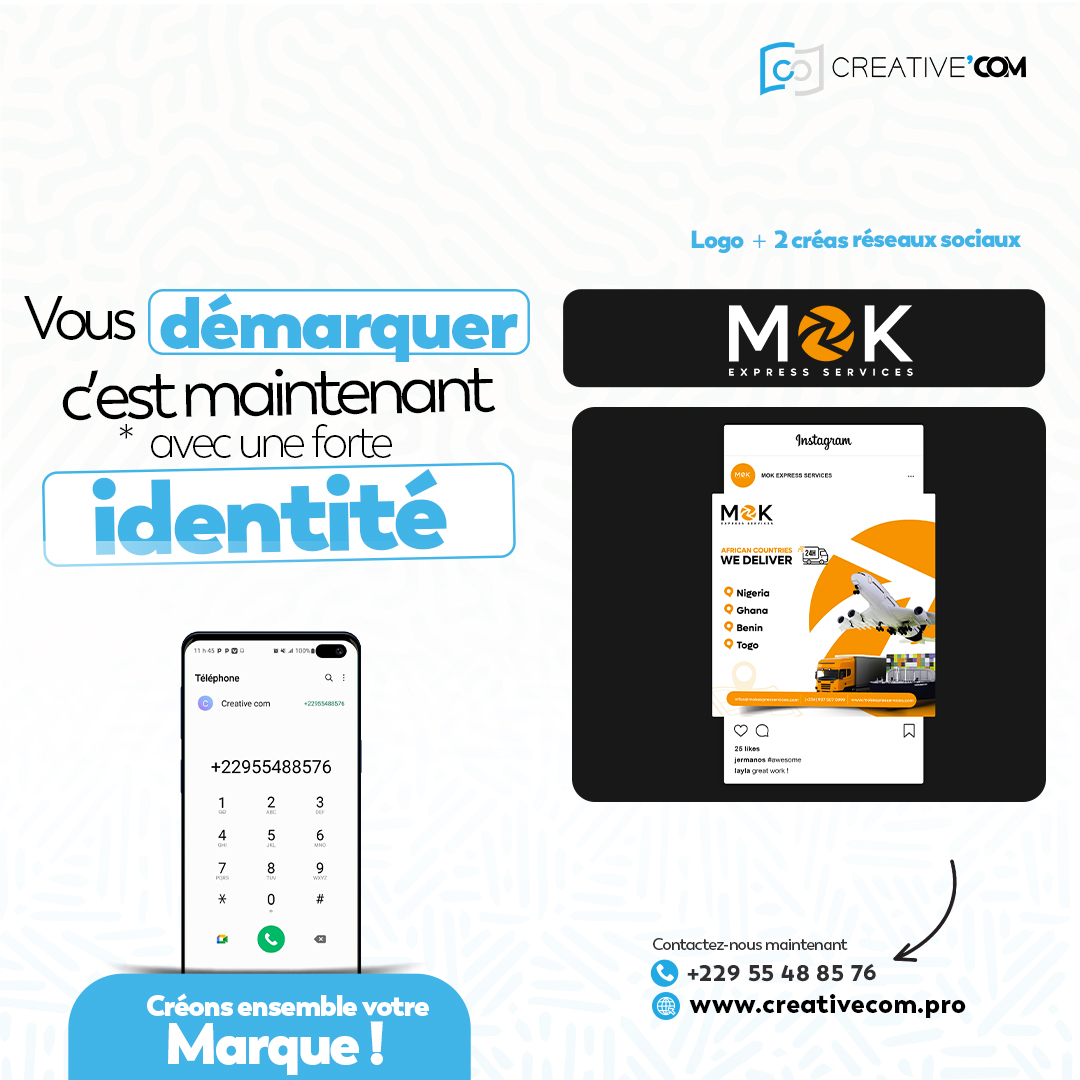 CREATIVE'COM
Logo + 2 créas réseaux sociaux
Vous démarquer
c'est maintenant
* avec une forte
identité
MOK
EXPRESS SERVICES
Instagram
MOK
MOK EXPRESS SERVICES
MOK
EXPRESS SERVICES
AFRICAN COUNTRIES
WE DELIVER
24H
Nigeria
Ghana
Benin
Togo
25 likes
jermanos #awesome
layla great work !
11 h 45 P P
100%
Téléphone
C Creative com +22955488576
+22955488576
1 2 3
ABC DEF
4 5 6
GHI JKL MNO
7 8 9
PQRS TUV WXYZ
* 0 #
+
Créons ensemble votre
Marque !
Contactez-nous maintenant
+229 55 48 85 76
www.creativecom.pro